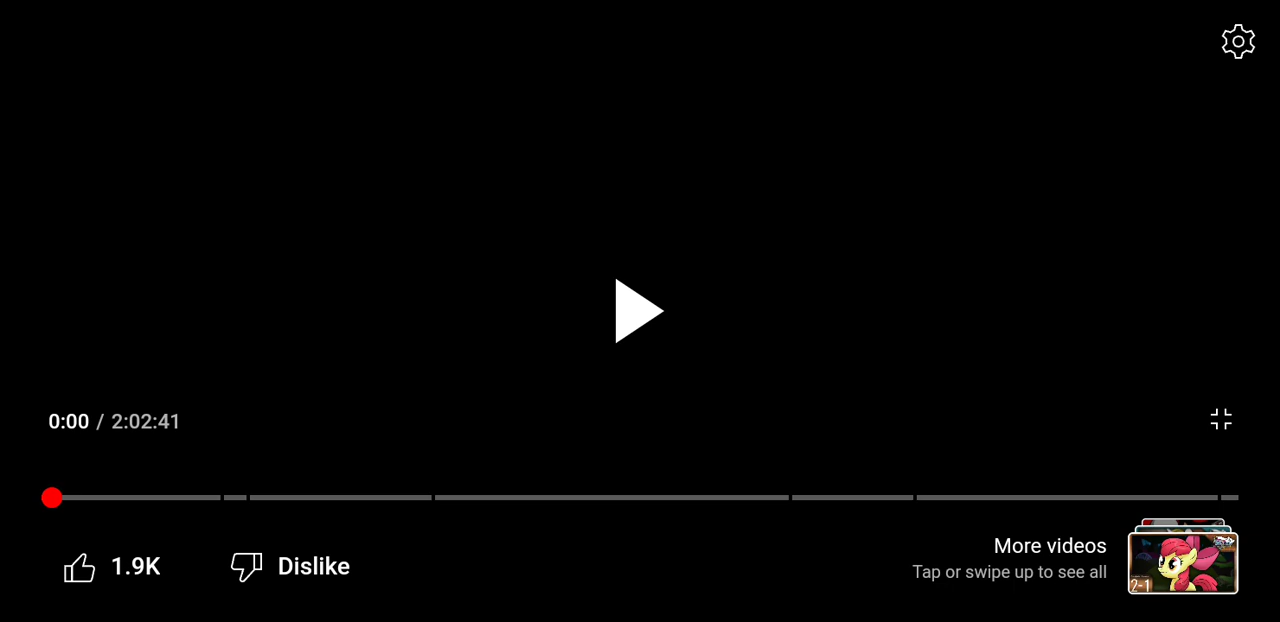 0:00 / 2:02:41
1.9K
Dislike
More videos
Tap or swipe up to see all
2-1